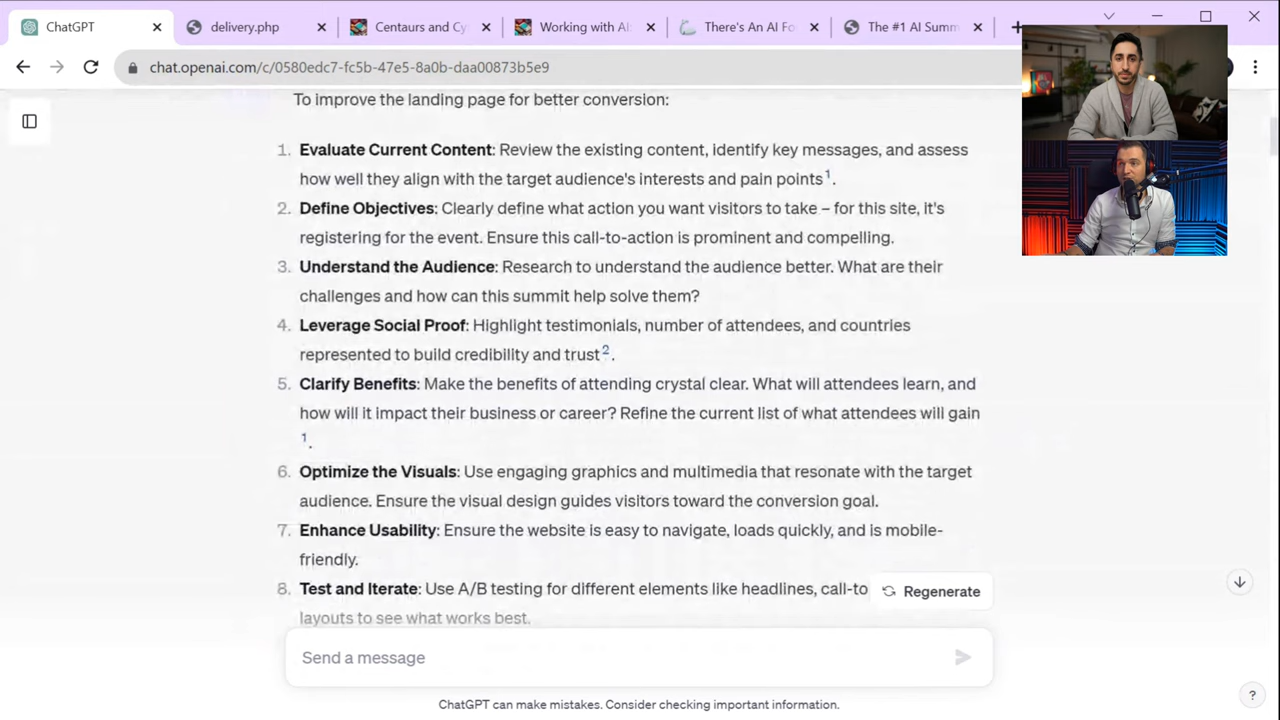 ChatGPT
delivery.php
Centaurs and Cy
Working with AI:
There's An AI Fo
The #1 AI Summ
chat.openai.com/c/0580edc7-fc5b-47e5-8a0b-daa00873b5e9
To improve the landing page for better conversion:
1. Evaluate Current Content: Review the existing content, identify key messages, and assess
how well they align with the target audience's interests and pain points 1.
2. Define Objectives: Clearly define what action you want visitors to take – for this site, it's
registering for the event. Ensure this call-to-action is prominent and compelling.
3. Understand the Audience: Research to understand the audience better. What are their
challenges and how can this summit help solve them?
4. Leverage Social Proof: Highlight testimonials, number of attendees, and countries
represented to build credibility and trust 2.
5. Clarify Benefits: Make the benefits of attending crystal clear. What will attendees learn, and
how will it impact their business or career? Refine the current list of what attendees will gain
1.
6. Optimize the Visuals: Use engaging graphics and multimedia that resonate with the target
audience. Ensure the visual design guides visitors toward the conversion goal.
7. Enhance Usability: Ensure the website is easy to navigate, loads quickly, and is mobile-
friendly.
8. Test and Iterate: Use A/B testing for different elements like headlines, call-to
Regenerate
layouts to see what works best.
Send a message
ChatGPT can make mistakes. Consider checking important information.
?